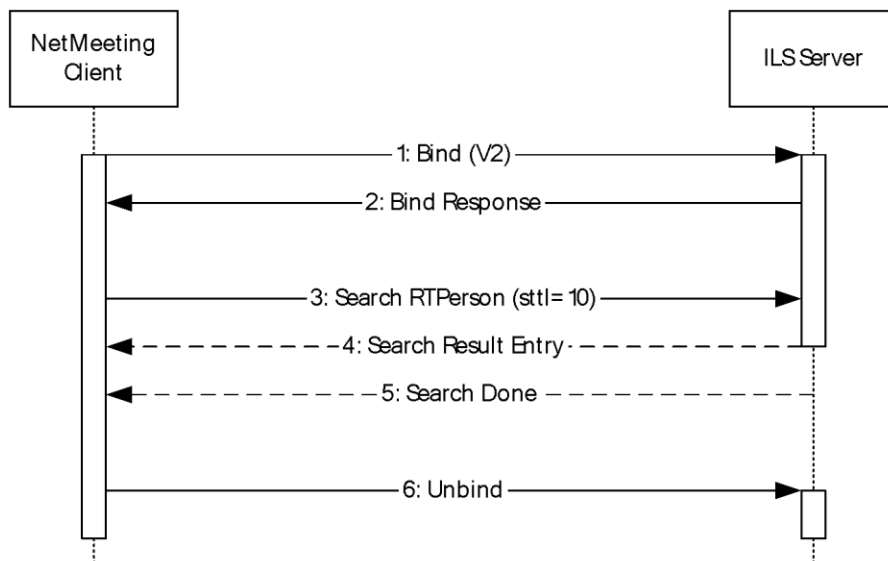 NetMeeting
Client
ILS Server
1: Bind (V2)
2: Bind Response
3: Search RTPerson (sttl=10)
4: Search Result Entry
5: Search Done
6: Unbind